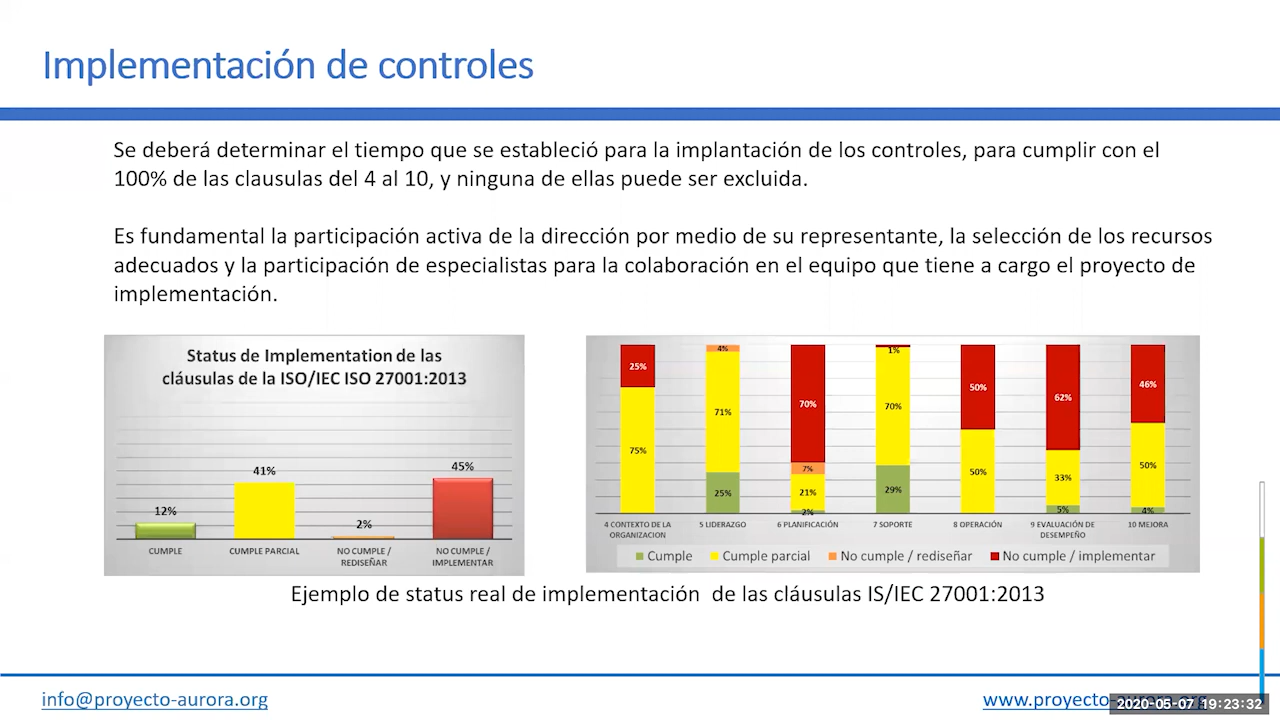 Implementación de controles
Se deberá determinar el tiempo que se estableció para la implantación de los controles, para cumplir con el
100% de las clausulas del 4 al 10, y ninguna de ellas puede ser excluida.
Es fundamental la participación activa de la dirección por medio de su representante, la selección de los recursos
adecuados y la participación de especialistas para la colaboración en el equipo que tiene a cargo el proyecto de
implementación.
Status de Implementation de las
cláusulas de la ISO/IEC ISO 27001:2013
12%
41%
2%
45%
CUMPLE
CUMPLE PARCIAL
NO CUMPLE /
REDISEÑAR
NO CUMPLE /
IMPLEMENTAR
25%
75%
4%
71%
25%
70%
7%
21%
2%
1%
70%
29%
50%
50%
62%
33%
5%
46%
50%
4%
4 CONTEXTO DE LA
ORGANIZACION
5 LIDERAZGO
6 PLANIFICACIÓN
7 SOPORTE
8 OPERACIÓN
9 EVALUACIÓN DE
DESEMPEÑO
10 MEJORA
Cumple
Cumple parcial
No cumple / rediseñar
No cumple / implementar
Ejemplo de status real de implementación de las cláusulas IS/IEC 27001:2013
info@proyecto-aurora.org
www.proyecto-aurora.org
2020-05-07 19:23:32